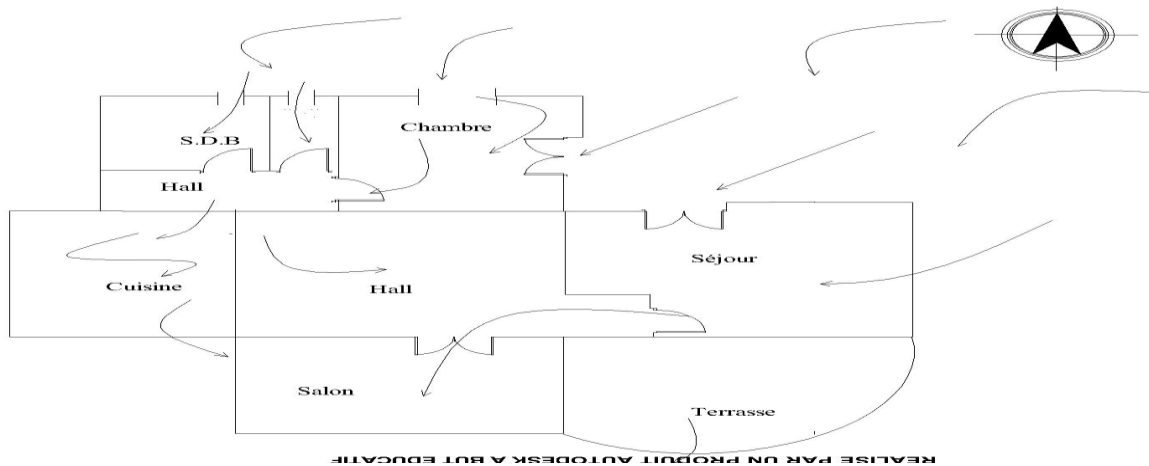 S.D.B
Chambre
Hall
Séjour
Cuisine
Hall
Salon
Terrasse
REALISE PAR UN PRODUIT AUTODESK A BUT EDUCATIF